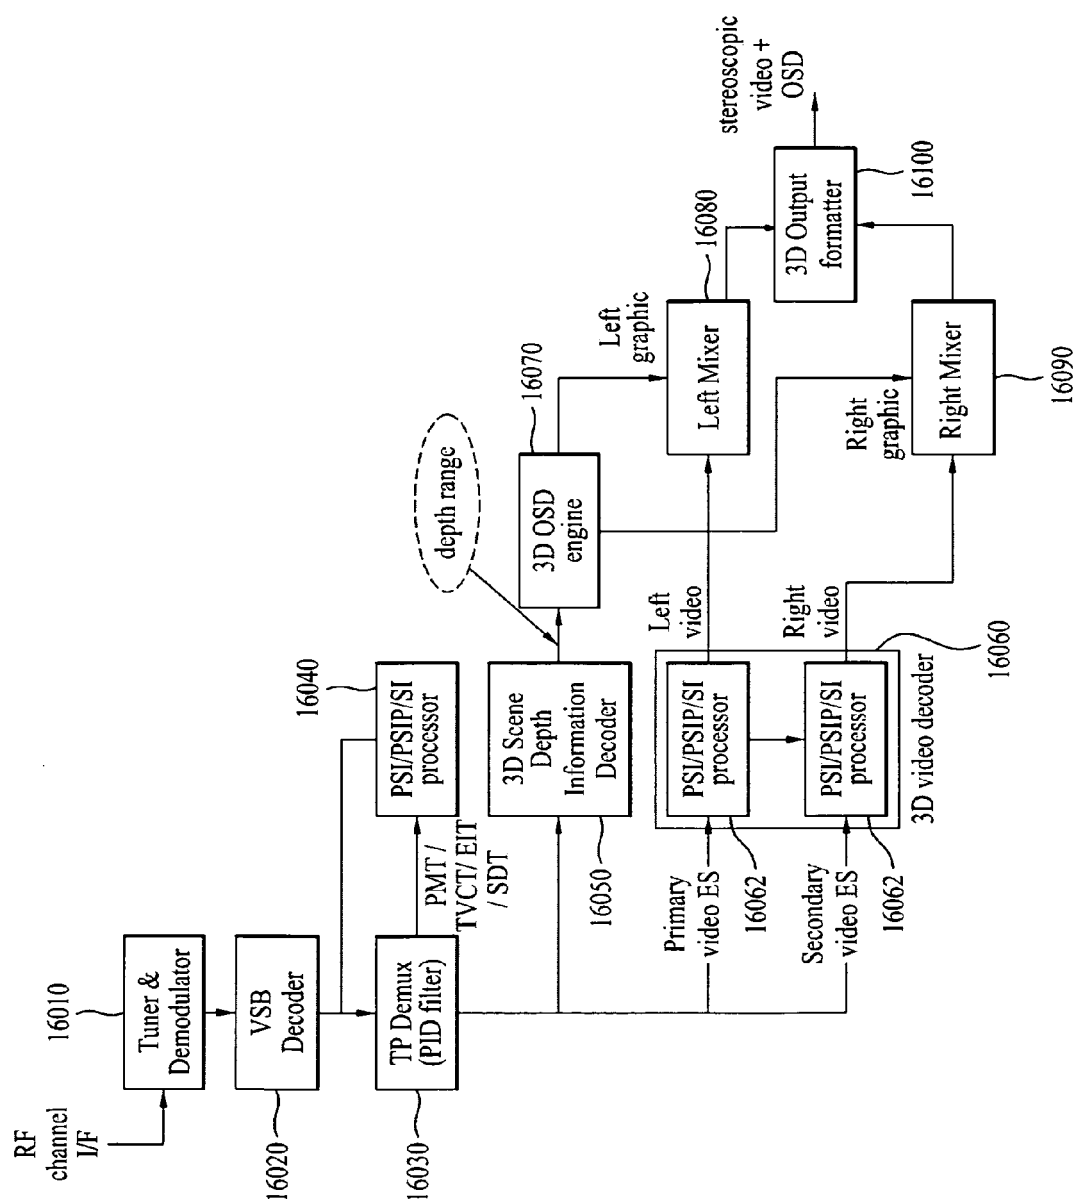 RF
channel
I/F
16010
Tuner &
Demodulator
VSB
Decoder
16020
TP Demux
(PID filter)
16030
PMT /
TVCT/ EIT
/ SDT
PSI/PSIP/SI
processor
16040
3D Scene
Depth
Information
Decoder
16050
depth range
3D OSD
engine
16070
Primary
video ES
PSI/PSIP/SI
processor
16062
Secondary
video ES
PSI/PSIP/SI
processor
16062
3D video decoder
16060
Left
video
Right
video
Left
graphic
Right
graphic
Left Mixer
16080
Right Mixer
16090
3D Output
formatter
16100
stereoscopic
video +
OSD